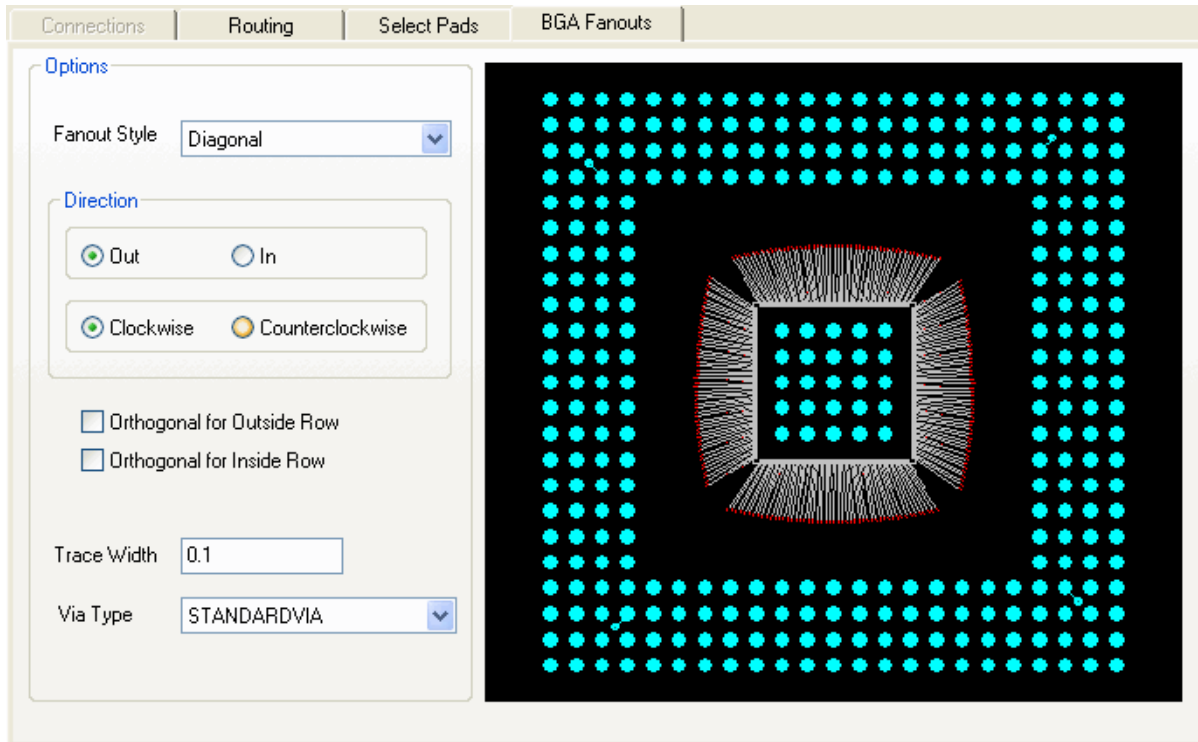 Connections Routing Select Pads BGA Fanouts
Options
Fanout Style Diagonal
Direction
Out In
Clockwise Counterclockwise
Orthogonal for Outside Row
Orthogonal for Inside Row
Trace Width 0.1
Via Type STANDARDVIA